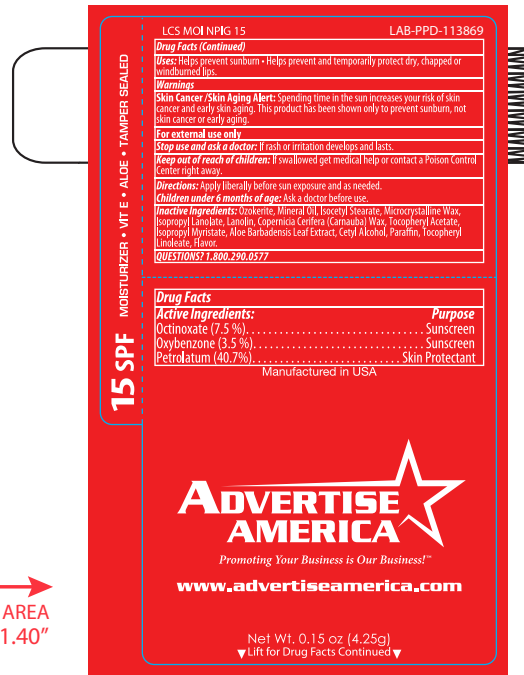 LCS MOI NPIG 15 LAB-PPD-113869
Drug Facts (Continued)
Uses: Helps prevent sunburn • Helps prevent and temporarily protect dry, chapped or
windburned lips.
Warnings
Skin Cancer /Skin Aging Alert: Spending time in the sun increases your risk of skin
cancer and early skin aging. This product has been shown only to prevent sunburn, not
skin cancer or early aging.
For external use only
Stop use and ask a doctor: If rash or irritation develops and lasts.
Keep out of reach of children: If swallowed get medical help or contact a Poison Control
Center right away.
Directions: Apply liberally before sun exposure and as needed.
Children under 6 months of age: Ask a doctor before use.
Inactive Ingredients: Ozokerite, Mineral Oil, Isocetyl Stearate, Microcrystalline Wax,
Isopropyl Lanolate, Lanolin, Copernicia Cerifera (Carnauba) Wax, Tocopheryl Acetate,
Isopropyl Myristate, Aloe Barbadensis Leaf Extract, Cetyl Alcohol, Paraffin, Tocopheryl
Linoleate, Flavor.
QUESTIONS? 1.800.290.0577
15 SPF MOISTURIZER • VIT E • ALOE • TAMPER SEALED
Drug Facts
Active Ingredients: Purpose
Octinoxate (7.5 %)................................Sunscreen
Oxybenzone (3.5 %)...............................Sunscreen
Petrolatum (40.7%)...........................Skin Protectant
Manufactured in USA
ADVERTISE
AMERICA
Promoting Your Business is Our Business!™
www.advertiseamerica.com
AREA
1.40"
Net Wt. 0.15 oz (4.25g)
▼Lift for Drug Facts Continued▼